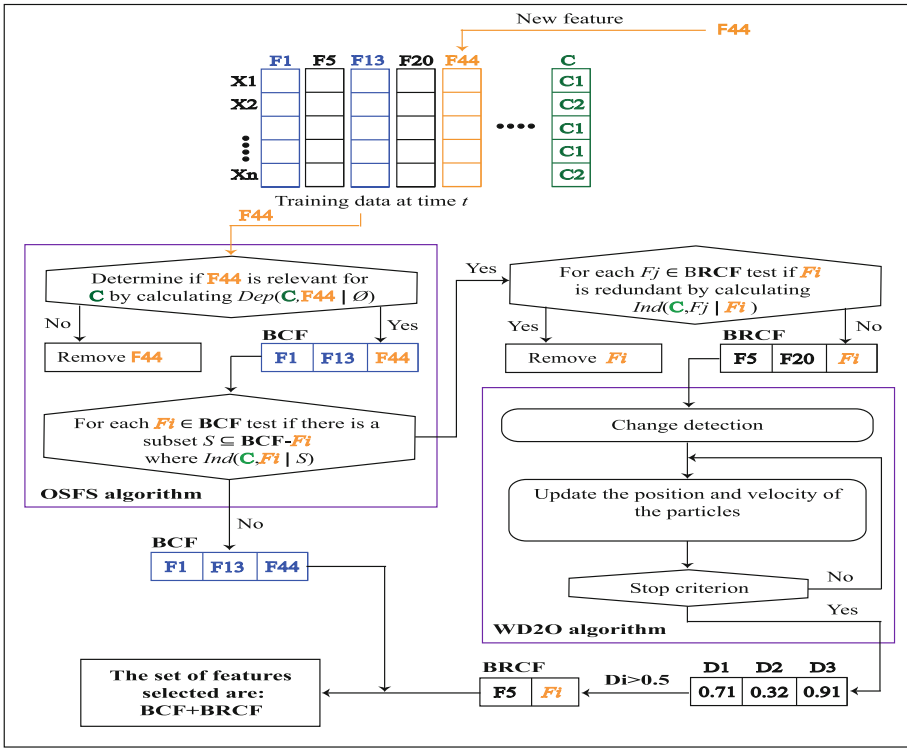 New feature
F44
F1 F5 F13 F20 F44 C
X1 C1
X2 C2
C1
C1
Xn C2
Training data at time t
F44
Determine if F44 is relevant for
C by calculating Dep(C,F44 | Ø)
No
Yes
Remove F44
BCF
F1 F13 F44
For each Fi ∈ BCF test if there is a
subset S ⊆ BCF-Fi
where Ind(C,Fi | S)
OSFS algorithm
Yes
For each Fj ∈ BRCF test if Fi
is redundant by calculating
Ind(C,Fj | Fi )
Yes
No
Remove Fi
BRCF
F5 F20 Fi
Change detection
Update the position and velocity of
the particles
Stop criterion
No
Yes
WD2O algorithm
No
BCF
F1 F13 F44
D1 D2 D3
0.71 0.32 0.91
Di>0.5
BRCF
F5 Fi
The set of features
selected are:
BCF+BRCF